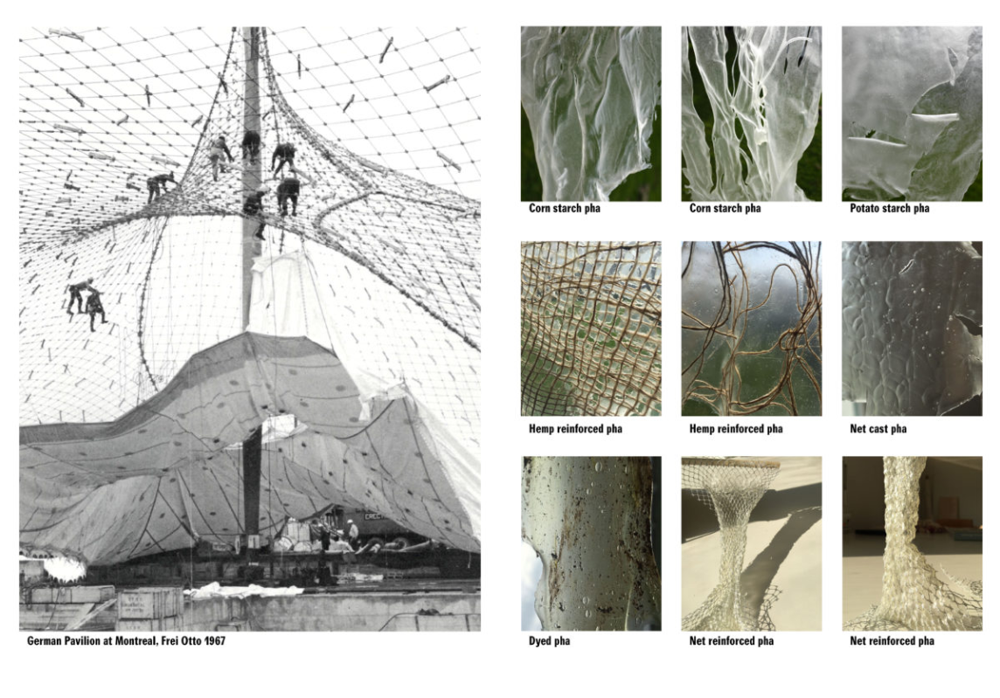 Corn starch pha
Corn starch pha
Potato starch pha
Hemp reinforced pha
Hemp reinforced pha
Net cast pha
German Pavilion at Montreal, Frei Otto 1967
Dyed pha
Net reinforced pha
Net reinforced pha